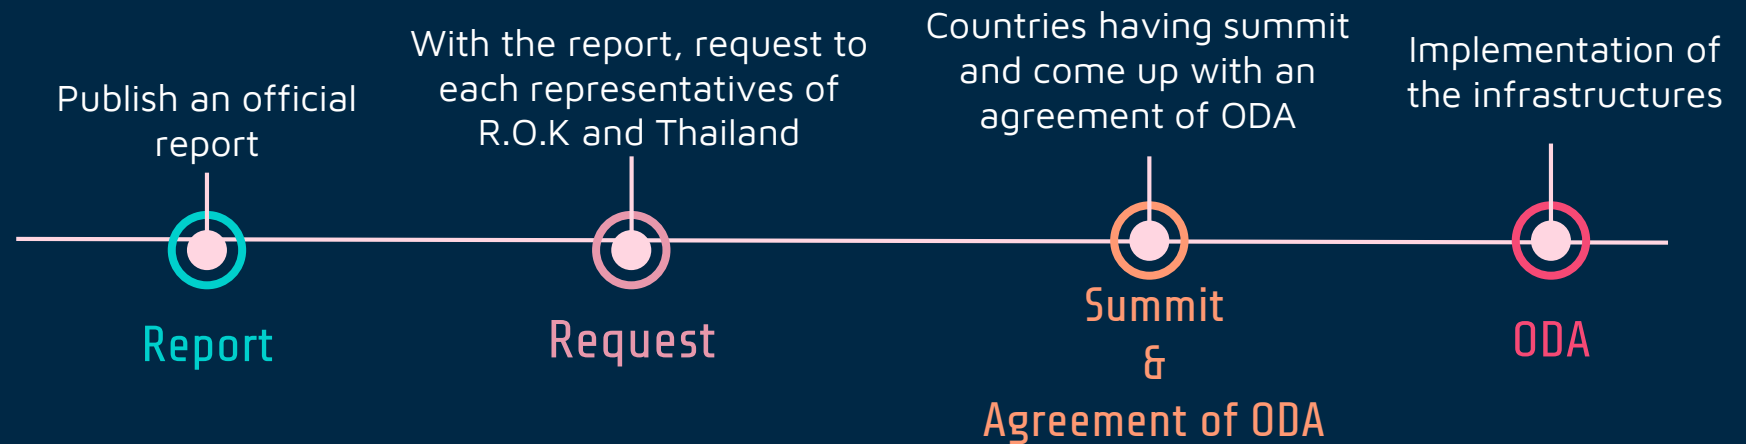 Publish an official
report
Report
With the report, request to
each representatives of
R.O.K and Thailand
Request
Countries having summit
and come up with an
agreement of ODA
Summit
&
Agreement of ODA
Implementation of
the infrastructures
ODA